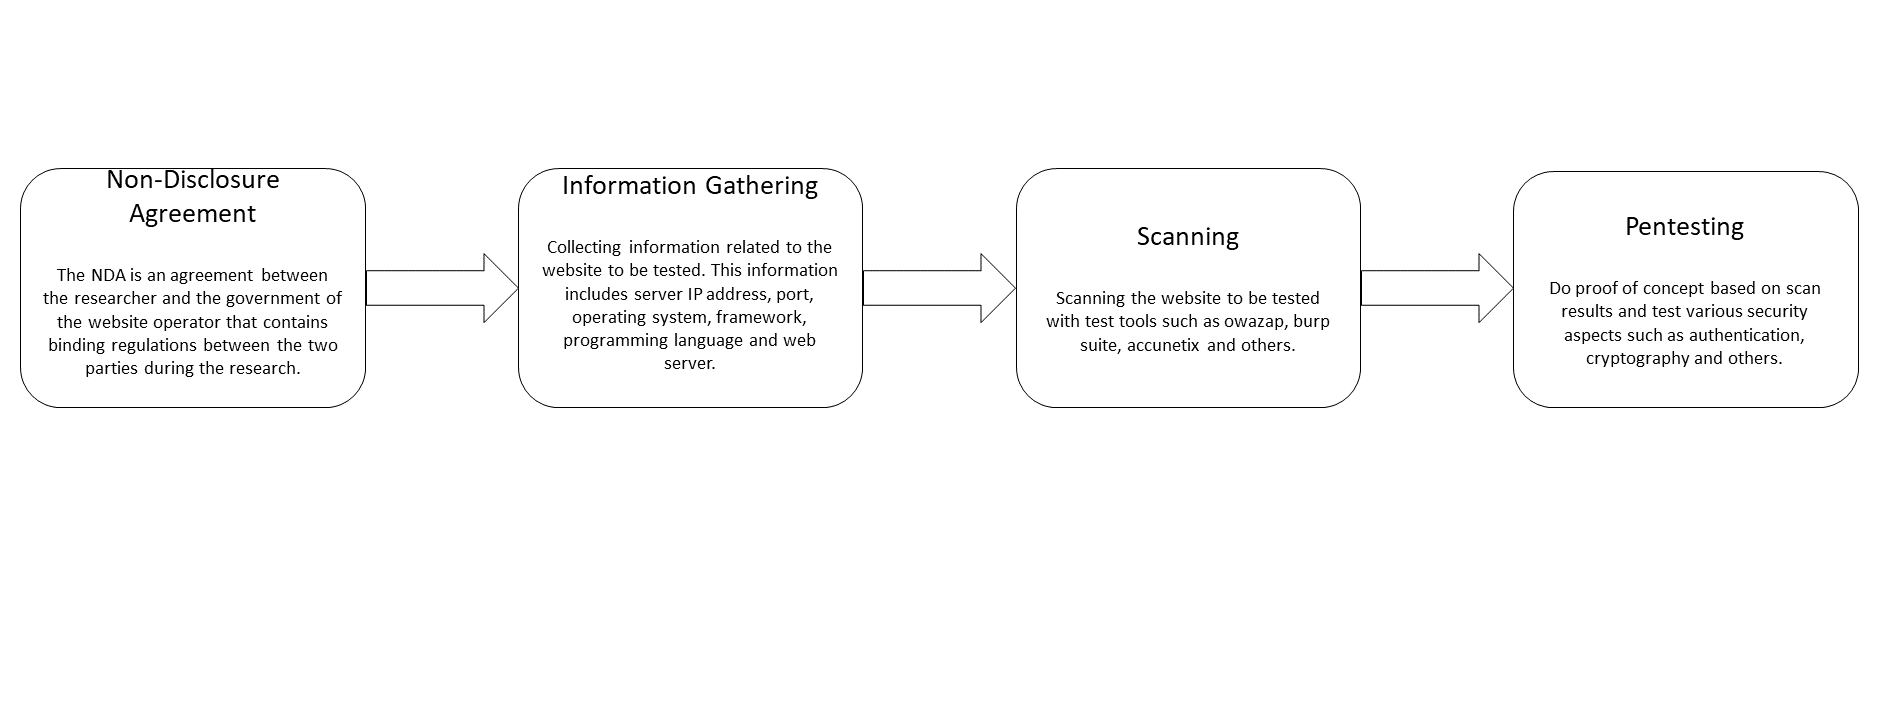 Non-Disclosure
Agreement
The NDA is an agreement between
the researcher and the government of
the website operator that contains
binding regulations between the two
parties during the research.
Information Gathering
Collecting information related to the
website to be tested. This information
includes server IP address, port,
operating system, framework,
programming language and web
server.
Scanning
Scanning the website to be tested
with test tools such as owazap, burp
suite, accunetix and others.
Pentesting
Do proof of concept based on scan
results and test various security
aspects such as authentication,
cryptography and others.